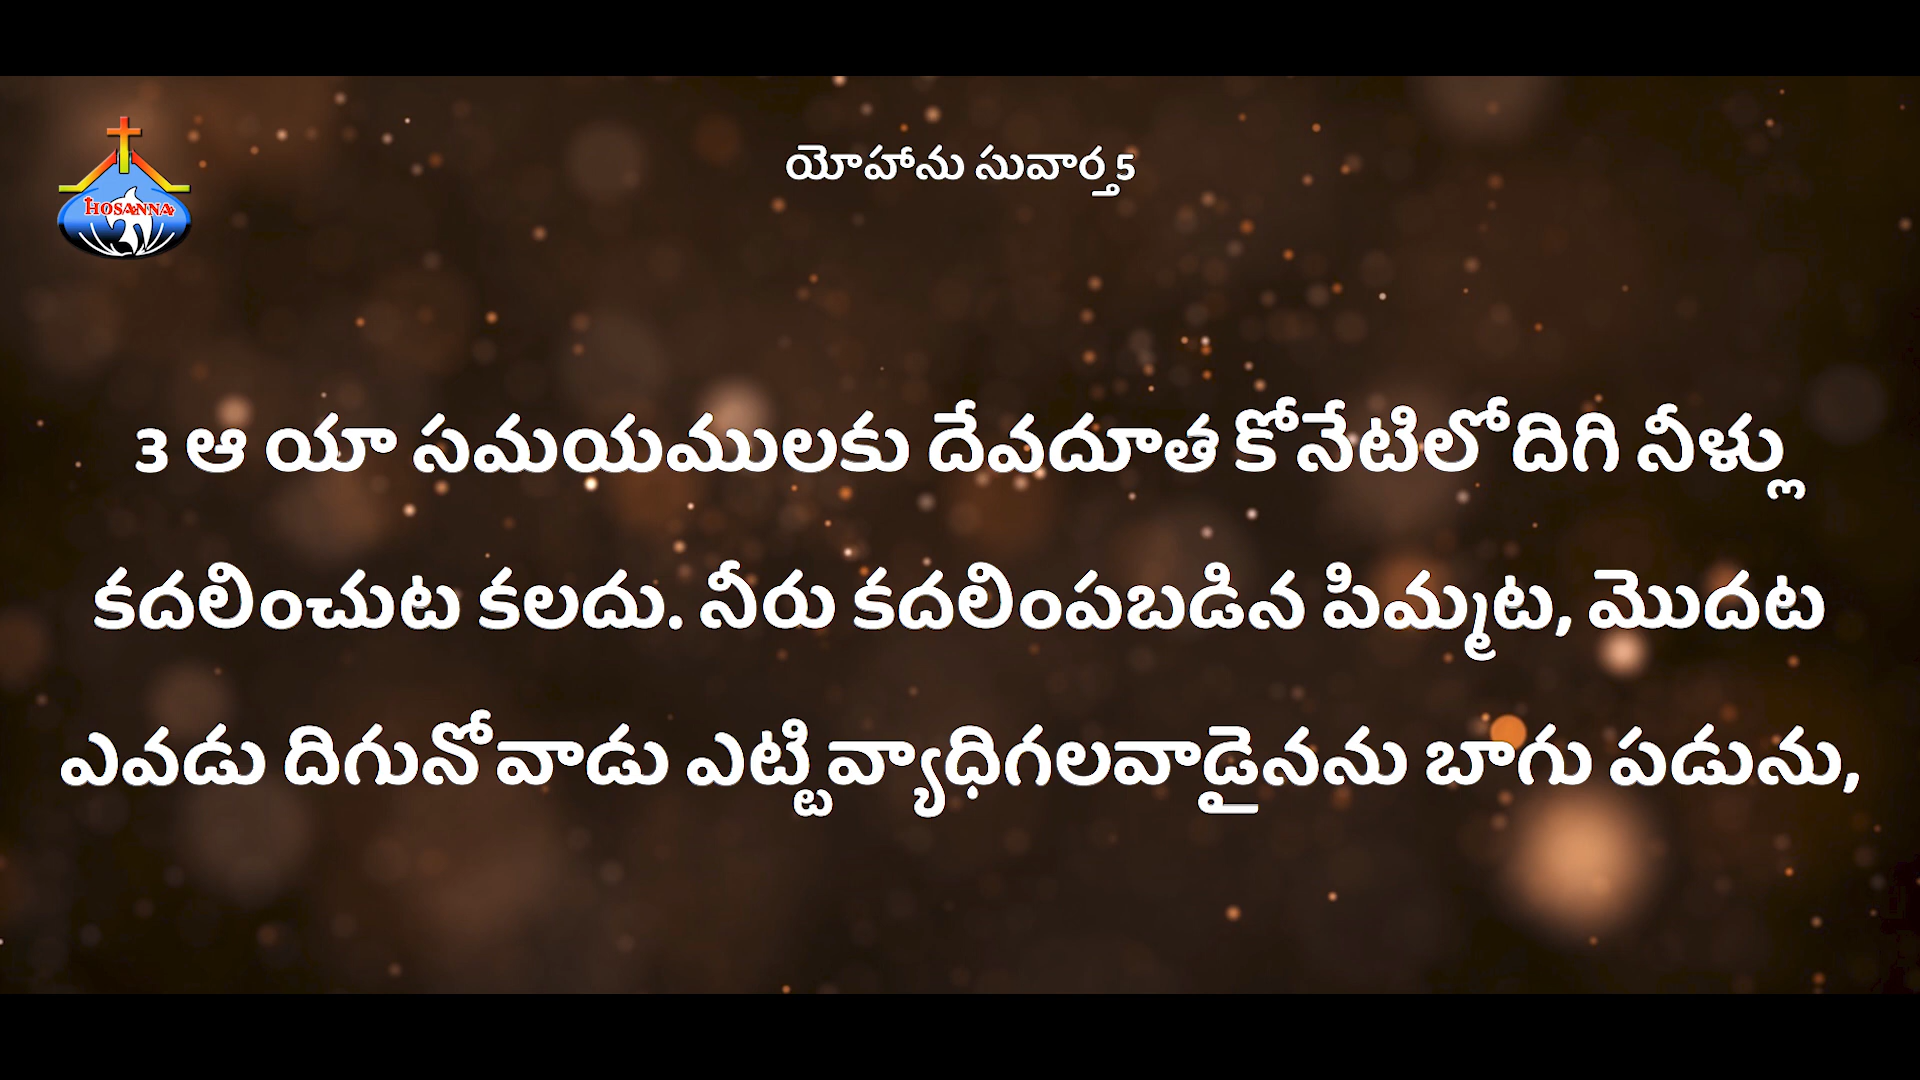 HOSANNA
యోహాను సువార్త 5
3 ఆ యా సమయములకు దేవదూత కోనేటిలోదిగి నీళ్లు
కదలించుట కలదు. నీరు కదలింపబడిన పిమ్మట, మొదట
ఎవడు దిగునోవాడు ఎట్టివ్యాధిగలవాడైనను బాగు పడును,